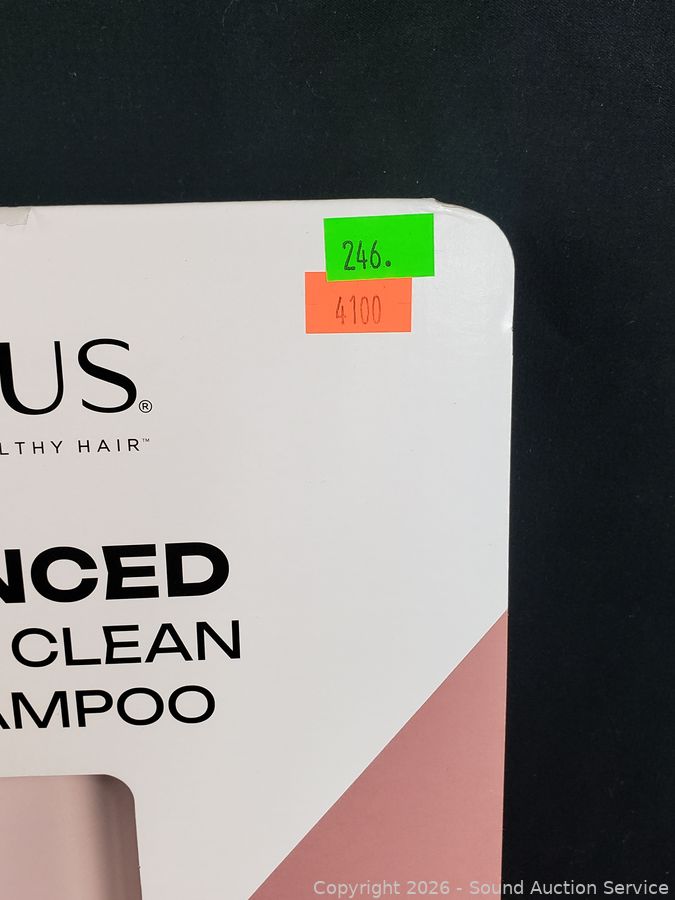 246.
4100
US®
LTHY HAIR™
NCED
CLEAN
AMPOO
Copyright 2026 - Sound Auction Service